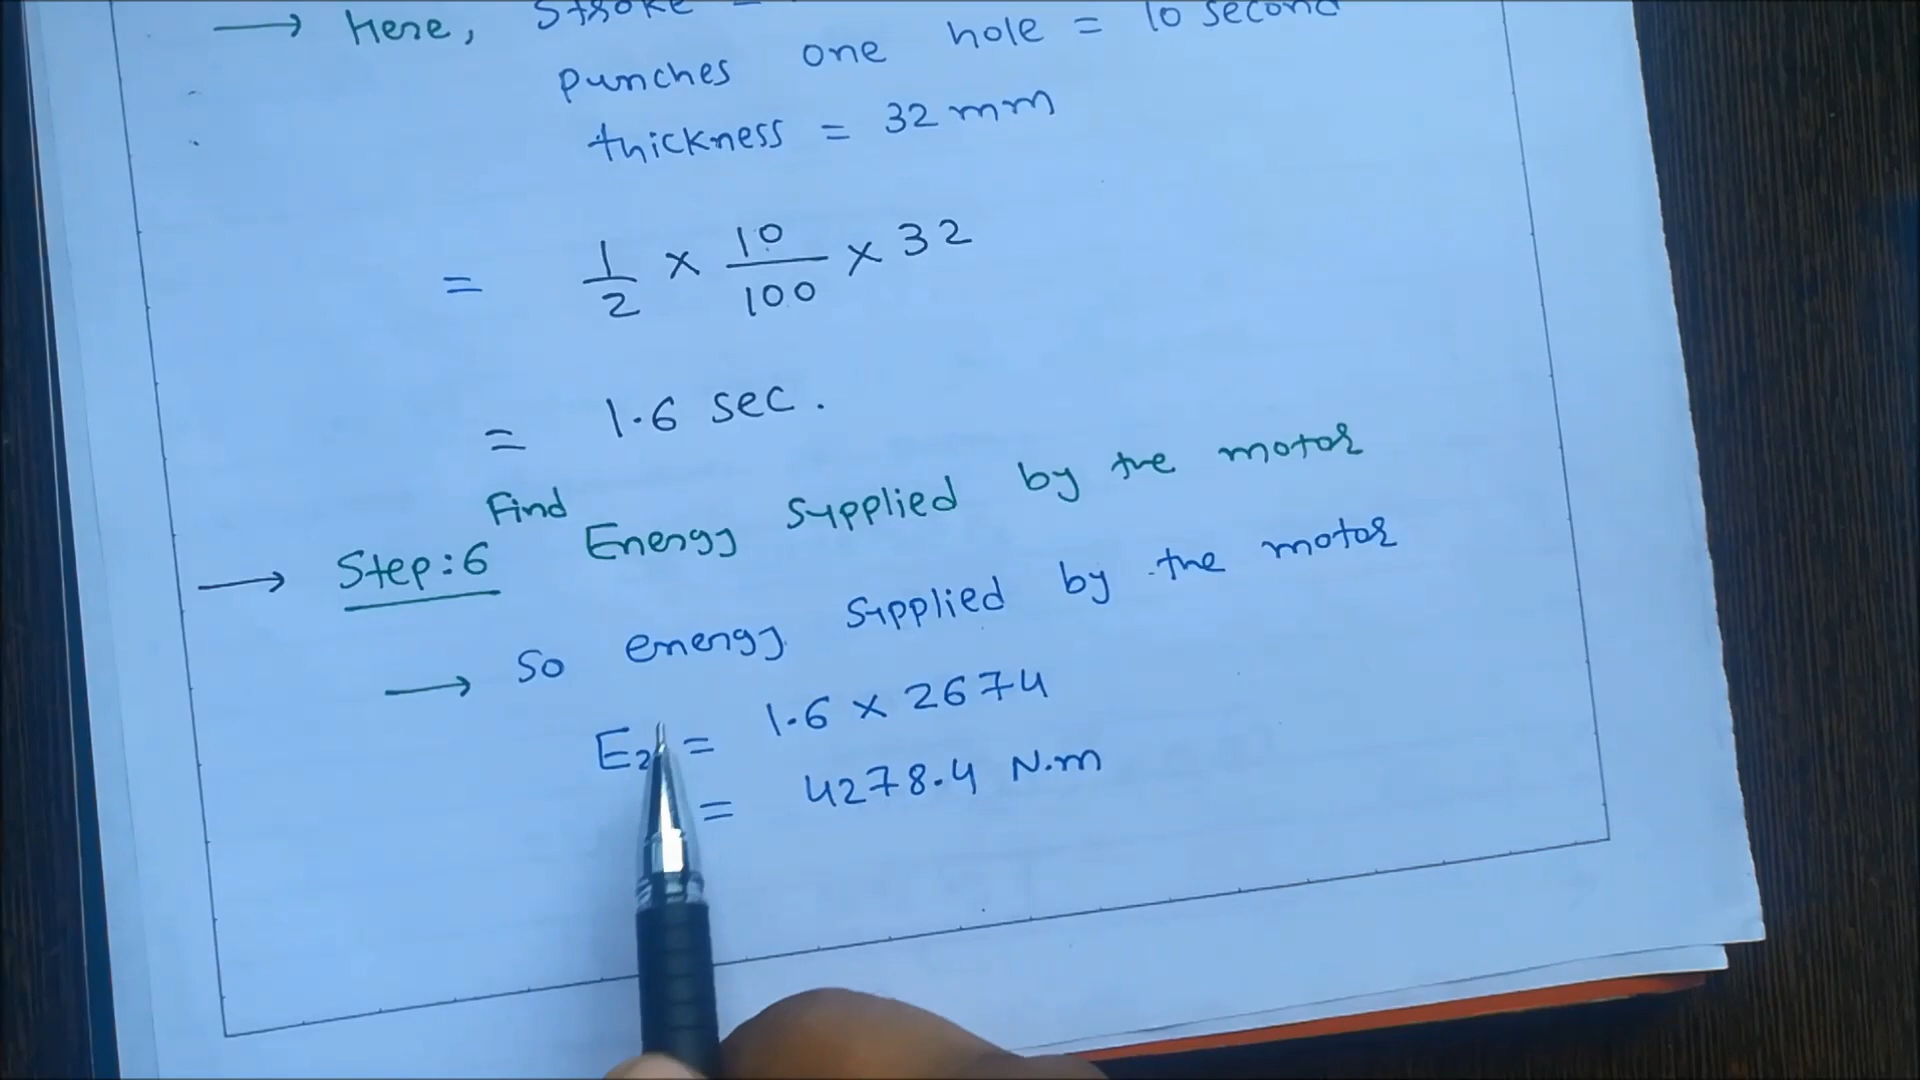 → Here, Stroke =
punches one hole = 10 second
thickness = 32 mm
= 1/2 × 10/100 × 32
= 1.6 sec.
→ Step:6 Find Energy supplied by the motor
→ So energy supplied by the motor
E2 = 1.6 × 2674
= 4278.4 N.m